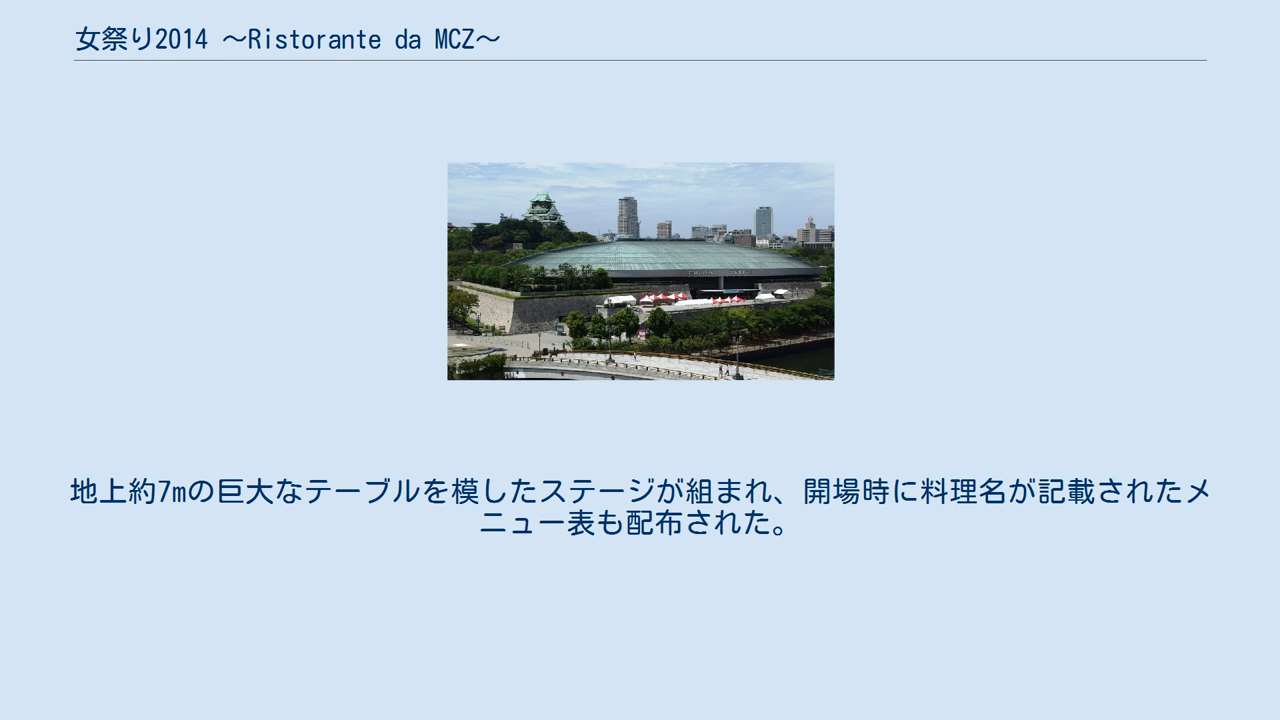 女祭り2014 〜Ristorante da MCZ〜
地上約7mの巨大なテーブルを模したステージが組まれ、開場時に料理名が記載されたメ
ニュー表も配布された。